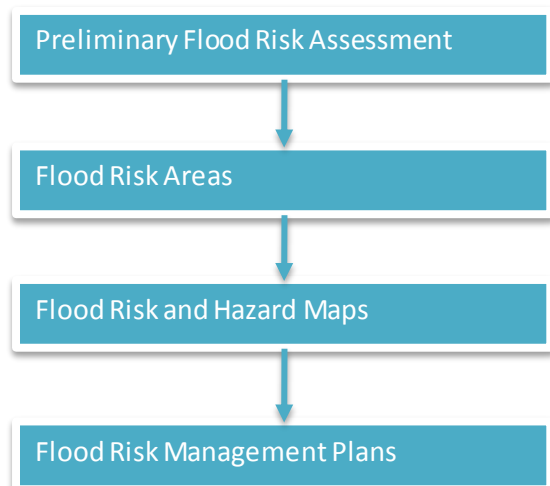 Preliminary Flood Risk Assessment
Flood Risk Areas
Flood Risk and Hazard Maps
Flood Risk Management Plans